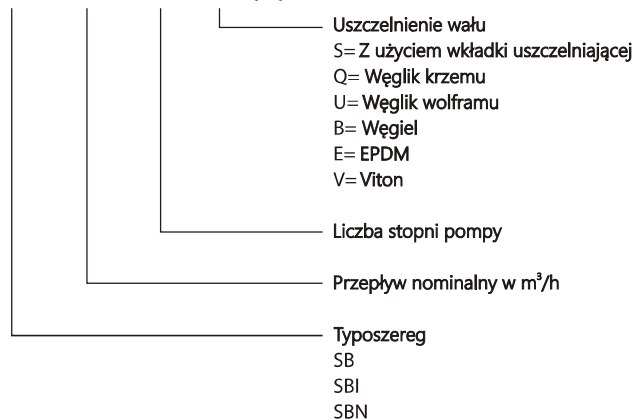 Uszczelnienie wału
S= Z użyciem wkładki uszczelniającej
Q= Węglik krzemu
U= Węglik wolframu
B= Węgiel
E= EPDM
V= Viton
Liczba stopni pompy
Przepływ nominalny w m³/h
Typoszereg
SB
SBI
SBN